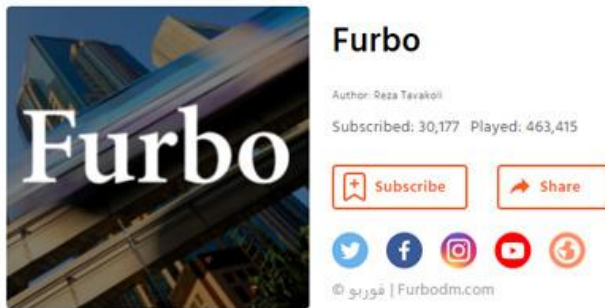 Furbo
Furbo
Author: Reza Tavakoli
Subscribed: 30,177 Played: 463,415
Subscribe
Share
© فوربو | Furbodm.com